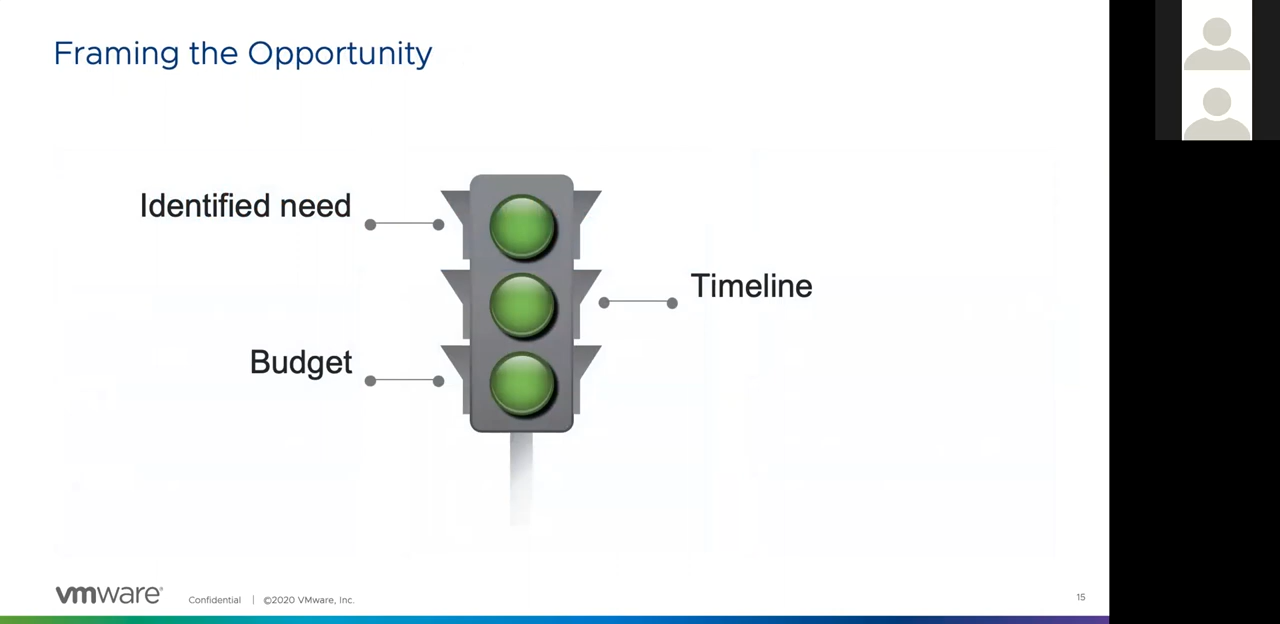 Framing the Opportunity
Identified need
Timeline
Budget
vmware®
Confidential | ©2020 VMware, Inc.
15